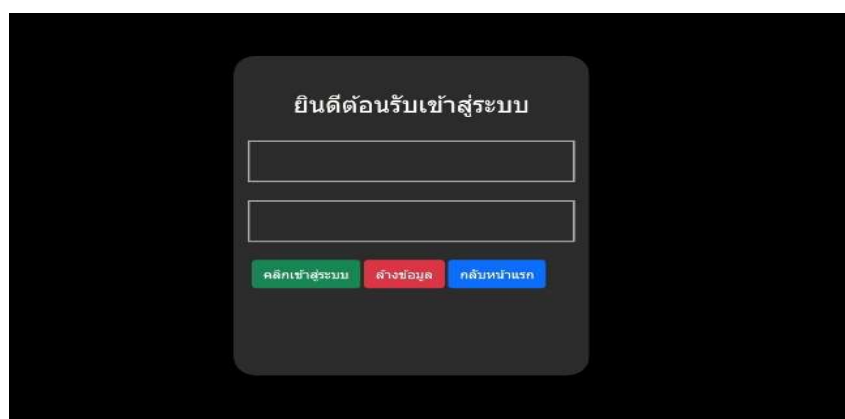 ยินดีต้อนรับเข้าสู่ระบบ
คลิกเข้าสู่ระบบ ล้างข้อมูล กลับหน้าแรก